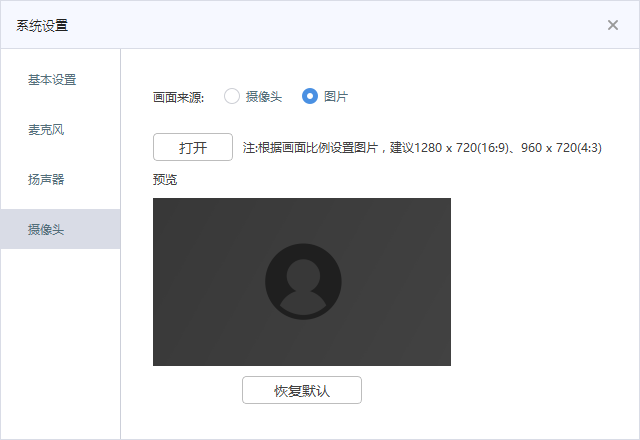 系统设置
基本设置
麦克风
扬声器
摄像头
画面来源: 摄像头 图片
打开 注:根据画面比例设置图片，建议1280 x 720(16:9)、960 x 720(4:3)
预览
恢复默认